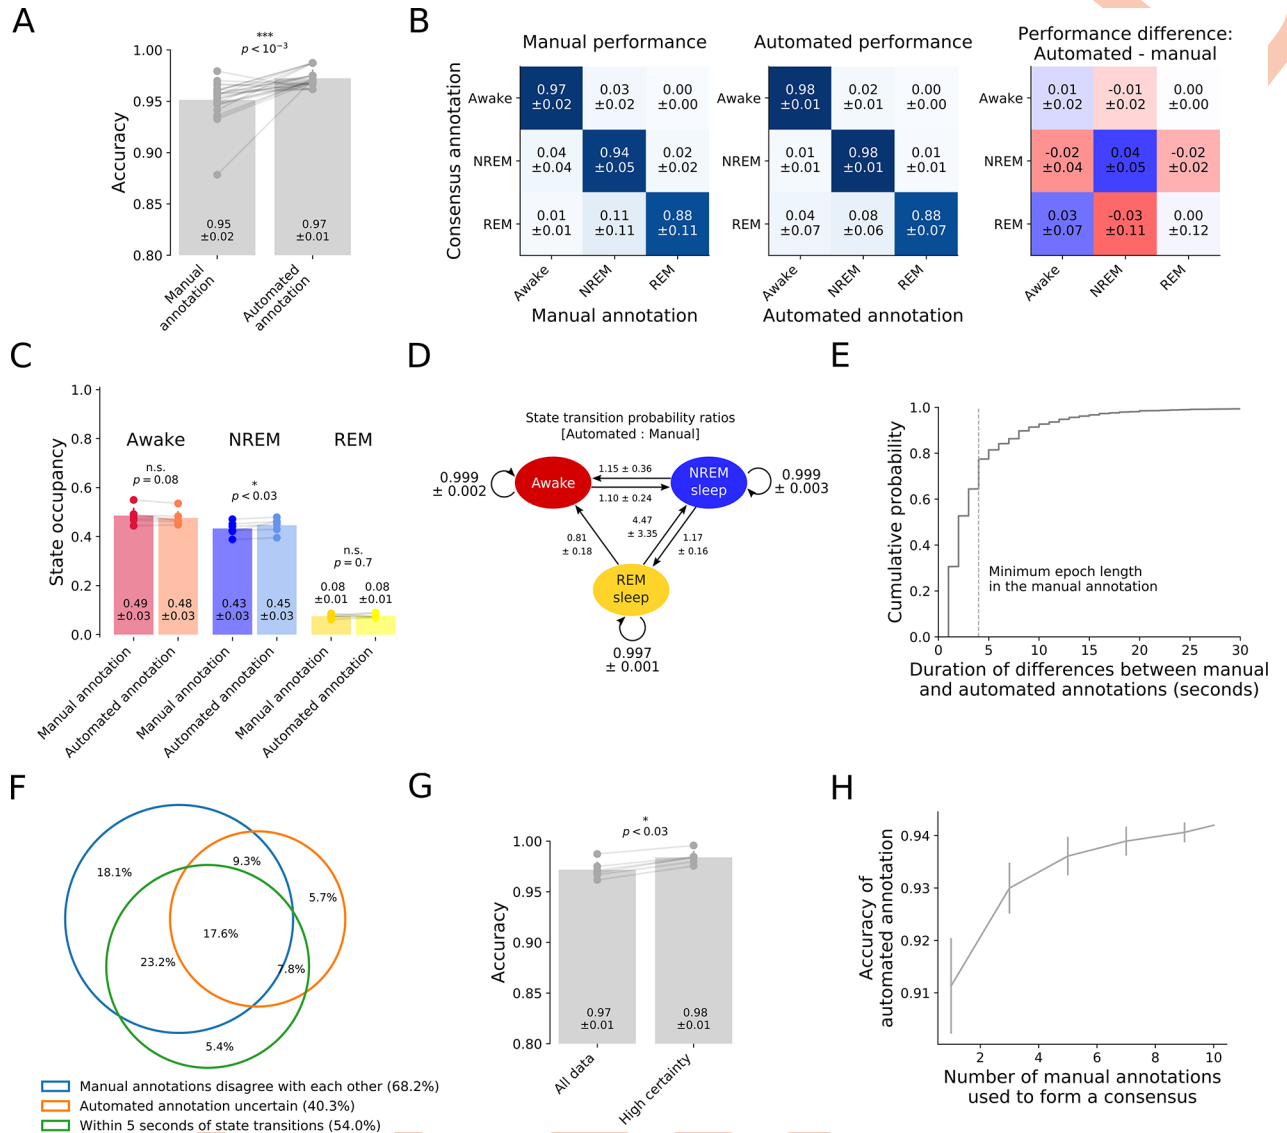 A
***
p < 10⁻³
1.00
0.95
0.90
0.85
0.80
Accuracy
0.95
±0.02
0.97
±0.01
Manual
annotation
Automated
annotation
B
Manual performance
Automated performance
Performance difference:
Automated - manual
Consensus annotation
Awake
0.97
±0.02
0.03
±0.02
0.00
±0.00
NREM
0.04
±0.04
0.94
±0.05
0.02
±0.02
REM
0.01
±0.01
0.11
±0.11
0.88
±0.11
Awake
NREM
REM
Manual annotation
Awake
0.98
±0.01
0.02
±0.01
0.00
±0.00
NREM
0.01
±0.01
0.98
±0.01
0.01
±0.01
REM
0.04
±0.07
0.08
±0.06
0.88
±0.07
Awake
NREM
REM
Automated annotation
Awake
0.01
±0.02
-0.01
±0.02
0.00
±0.00
NREM
-0.02
±0.04
0.04
±0.05
-0.02
±0.02
REM
0.03
±0.07
-0.03
±0.11
0.00
±0.12
Awake
NREM
REM
C
1.0
0.8
0.6
0.4
0.2
0.0
State occupancy
Awake
NREM
REM
n.s.
p = 0.08
*
p < 0.03
n.s.
p = 0.7
0.49
±0.03
0.48
±0.03
0.43
±0.03
0.45
±0.03
0.08
±0.01
0.08
±0.01
Manual annotation
Automated annotation
Manual annotation
Automated annotation
Manual annotation
Automated annotation
D
State transition probability ratios
[Automated : Manual]
0.999
± 0.002
Awake
1.15 ± 0.36
1.10 ± 0.24
NREM
sleep
0.999
± 0.003
0.81
± 0.18
4.47
± 3.35
1.17
± 0.16
REM
sleep
0.997
± 0.001
E
1.0
0.8
0.6
0.4
0.2
0.0
Cumulative probability
Minimum epoch length
in the manual annotation
0
5
10
15
20
25
30
Duration of differences between manual
and automated annotations (seconds)
F
18.1%
9.3%
5.7%
17.6%
23.2%
7.8%
5.4%
Manual annotations disagree with each other (68.2%)
Automated annotation uncertain (40.3%)
Within 5 seconds of state transitions (54.0%)
G
*
p < 0.03
1.00
0.95
0.90
0.85
0.80
Accuracy
0.97
±0.01
0.98
±0.01
All data
High certainty
H
0.94
0.93
0.92
0.91
Accuracy of
automated annotation
2
4
6
8
10
Number of manual annotations
used to form a consensus